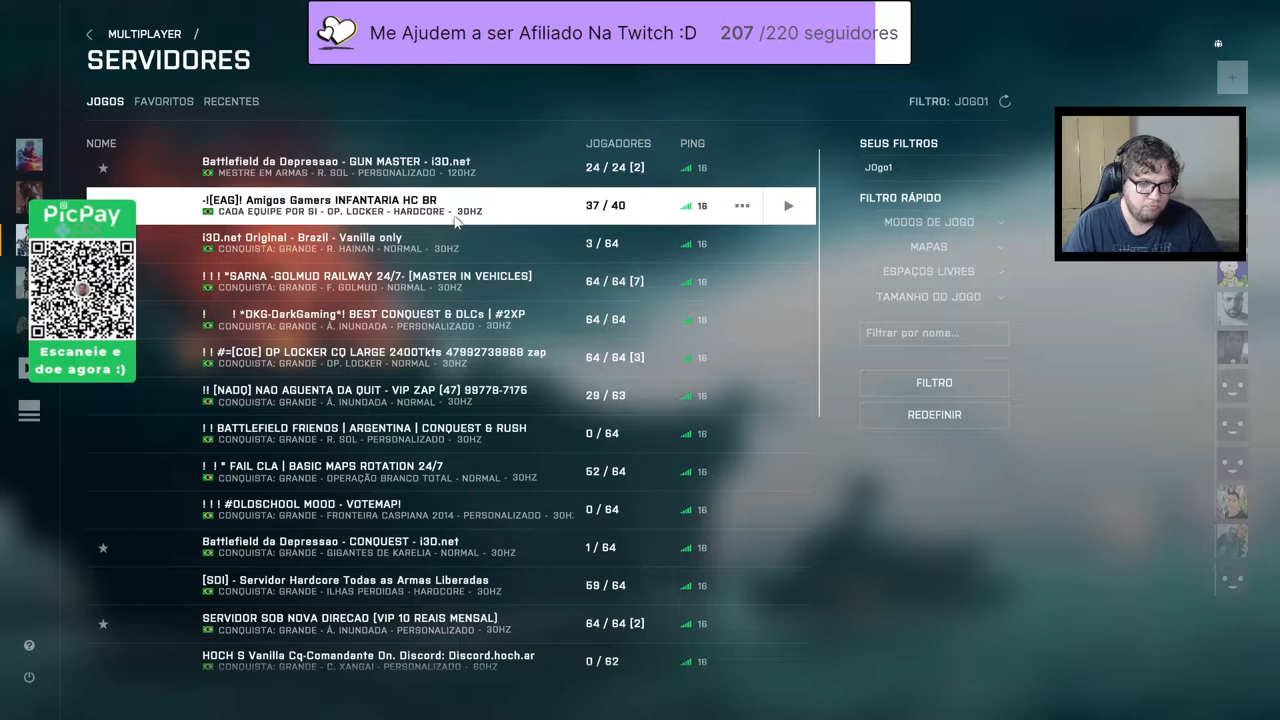 Me Ajudem a ser Afiliado Na Twitch :D 207 /220 seguidores
MULTIPLAYER /
SERVIDORES
JOGOS FAVORITOS RECENTES
FILTRO: JOGO1
NOME JOGADORES PING
Battlefield da Depressao - GUN MASTER - i3D.net 24 / 24 [2] 16
MESTRE EM ARMAS - R. SOL - PERSONALIZADO - 120HZ
-![EAG]! Amigos Gamers INFANTARIA HC BR 37 / 40 16
CADA EQUIPE POR SI - OP. LOCKER - HARDCORE - 30HZ
i3D.net Original - Brazil - Vanilla only 3 / 64 16
CONQUISTA: GRANDE - R. HAINAN - NORMAL - 30HZ
! ! ! "SARNA -GOLMUD RAILWAY 24/7- [MASTER IN VEHICLES] 64 / 64 [7] 16
CONQUISTA: GRANDE - F. GOLMUD - PERSONALIZADO - 30HZ
! ! *DKG-DarkGaming*! BEST CONQUEST & DLCs | #2XP 64 / 64 16
CONQUISTA: GRANDE - Á. INUNDADA - PERSONALIZADO - 30HZ
! ! #=[COE] OP LOCKER CQ LARGE 2400Tkts 47992738868 zap 64 / 64 [3] 16
CONQUISTA: GRANDE - OP. LOCKER - NORMAL - 30HZ
!! [NADQ] NAO AGUENTA DA QUIT - VIP ZAP (47) 99778-7175 29 / 63 16
CONQUISTA: GRANDE - Á. INUNDADA - NORMAL - 30HZ
! ! BATTLEFIELD FRIENDS | ARGENTINA | CONQUEST & RUSH 0 / 64 16
CONQUISTA: GRANDE - R. SOL - PERSONALIZADO - 30HZ
! ! * FAIL CLA | BASIC MAPS ROTATION 24/7 52 / 64 16
CONQUISTA: GRANDE - OPERAÇÃO BRANCO TOTAL - NORMAL - 30HZ
! ! ! #OLDSCHOOL MOOD - VOTEMAP! 0 / 64 16
CONQUISTA: GRANDE - FRONTEIRA CASPIANA 2014 - PERSONALIZADO - 30H.
Battlefield da Depressao - CONQUEST - i3D.net 1 / 64 16
CONQUISTA: GRANDE - GIGANTES DE KARELIA - NORMAL - 30HZ
[SDI] - Servidor Hardcore Todas as Armas Liberadas 59 / 64 16
CONQUISTA: GRANDE - ILHAS PERDIDAS - HARDCORE - 30HZ
SERVIDOR SOB NOVA DIRECAO (VIP 10 REAIS MENSAL) 64 / 64 [2] 16
CONQUISTA: GRANDE - Á. INUNDADA - PERSONALIZADO - 30HZ
HOCH S Vanilla Cq-Comandante On. Discord: Discord.hoch.ar 0 / 62 16
CONQUISTA: GRANDE - C. XANGAI - PERSONALIZADO - 60HZ
SEUS FILTROS
JOgo1
FILTRO RÁPIDO
MODOS DE JOGO
MAPAS
ESPAÇOS LIVRES
TAMANHO DO JOGO
Filtrar por nome...
FILTRO
REDEFINIR
PicPay
Escaneie e
doe agora :)